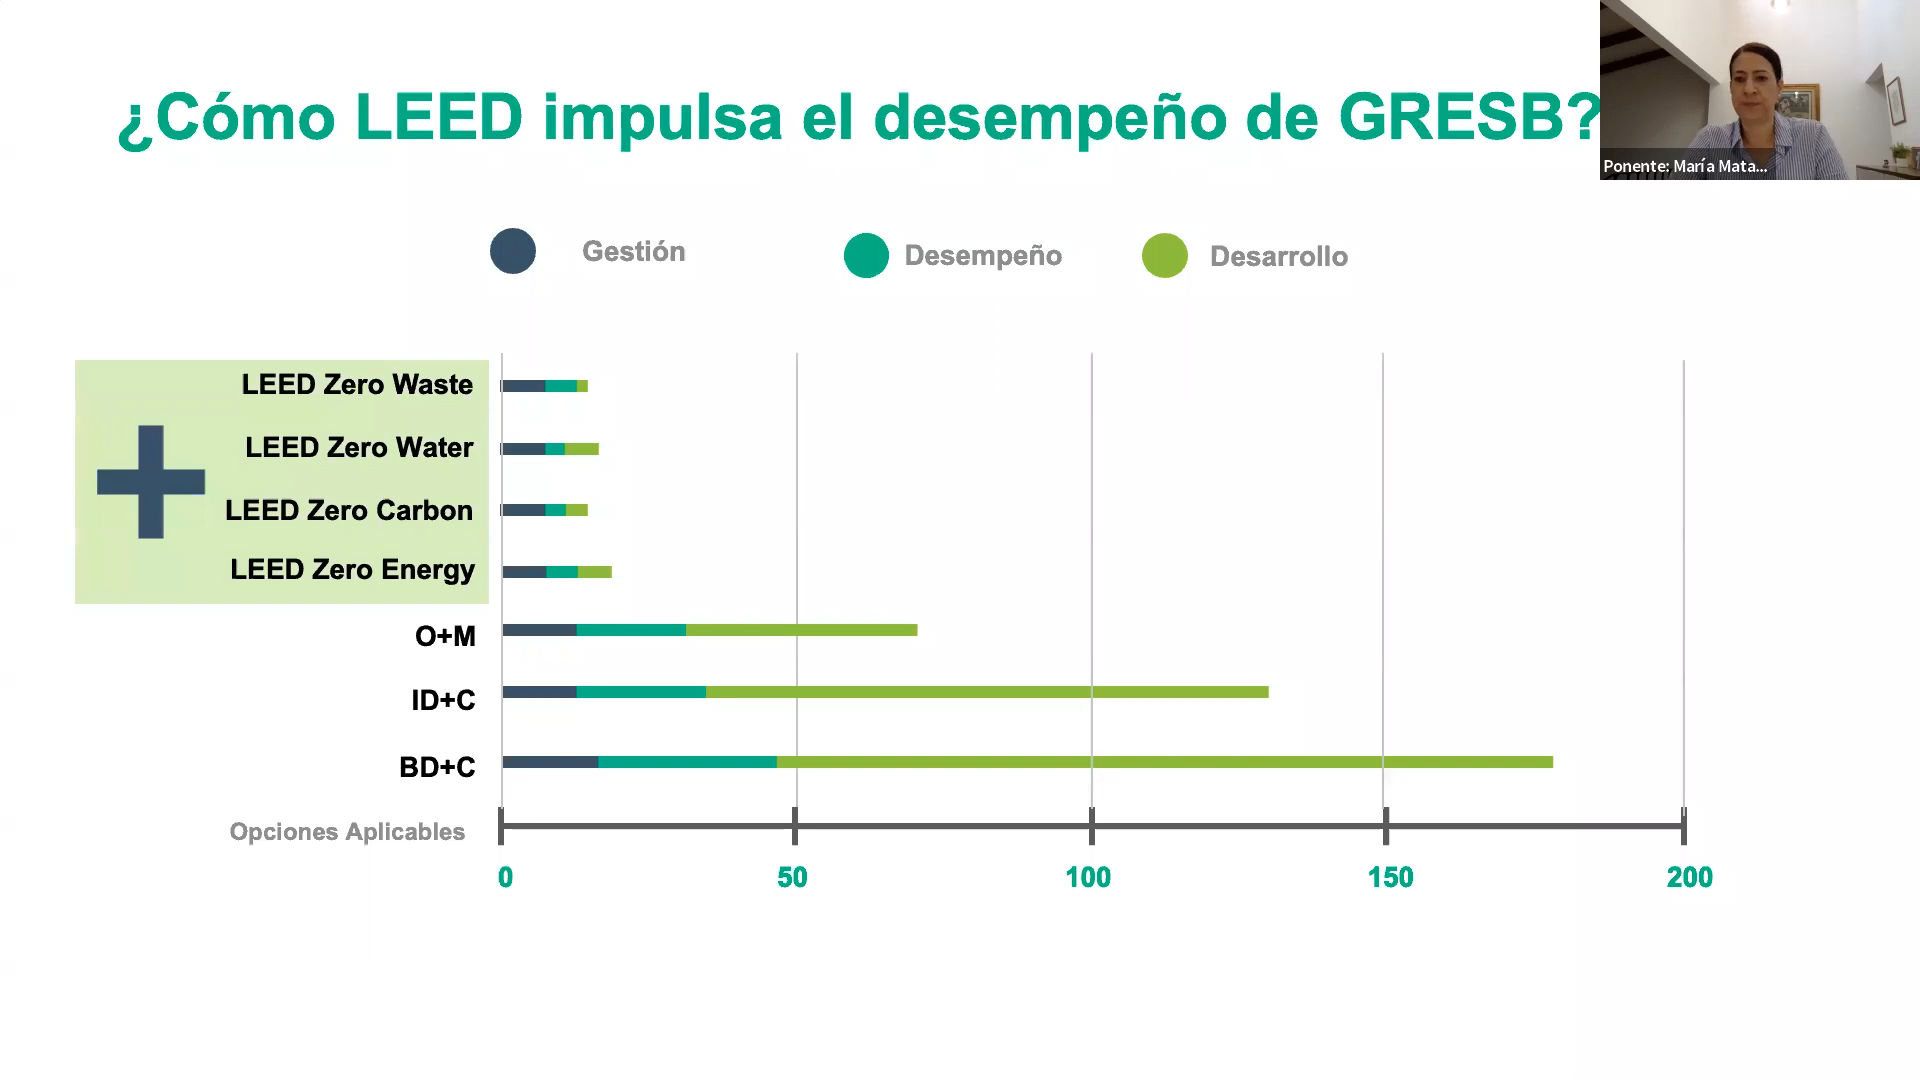 ¿Cómo LEED impulsa el desempeño de GRESB?
Ponente: María Mata...
Gestión
Desempeño
Desarrollo
LEED Zero Waste
LEED Zero Water
LEED Zero Carbon
LEED Zero Energy
O+M
ID+C
BD+C
Opciones Aplicables
0
50
100
150
200